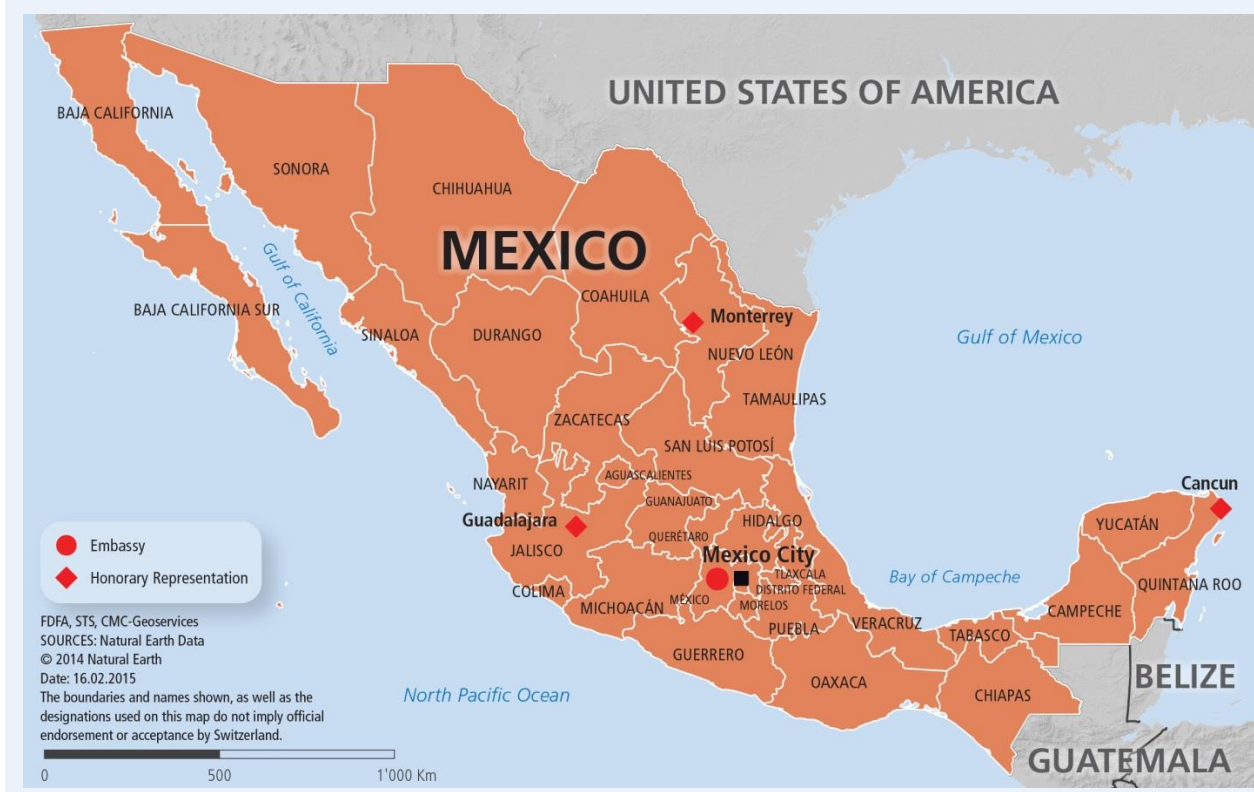 UNITED STATES OF AMERICA
BAJA CALIFORNIA
SONORA
CHIHUAHUA
MEXICO
Gulf of California
COAHUILA
BAJA CALIFORNIA SUR
SINALOA
DURANGO
Monterrey
NUEVO LEÓN
Gulf of Mexico
TAMAULIPAS
ZACATECAS
SAN LUIS POTOSÍ
AGUASCALIENTES
NAYARIT
GUANAJUATO
Cancun
Guadalajara
HIDALGO
YUCATÁN
QUERÉTARO
JALISCO
Mexico City
TLAXCALA
DISTRITO FEDERAL
Bay of Campeche
QUINTANA ROO
COLIMA
MICHOACÁN
MÉXICO
MORELOS
CAMPECHE
PUEBLA
VERACRUZ
TABASCO
GUERRERO
OAXACA
CHIAPAS
BELIZE
North Pacific Ocean
GUATEMALA
Embassy
Honorary Representation
FDFA, STS, CMC-Geoservices
SOURCES: Natural Earth Data
© 2014 Natural Earth
Date: 16.02.2015
The boundaries and names shown, as well as the
designations used on this map do not imply official
endorsement or acceptance by Switzerland.
0 500 1'000 Km